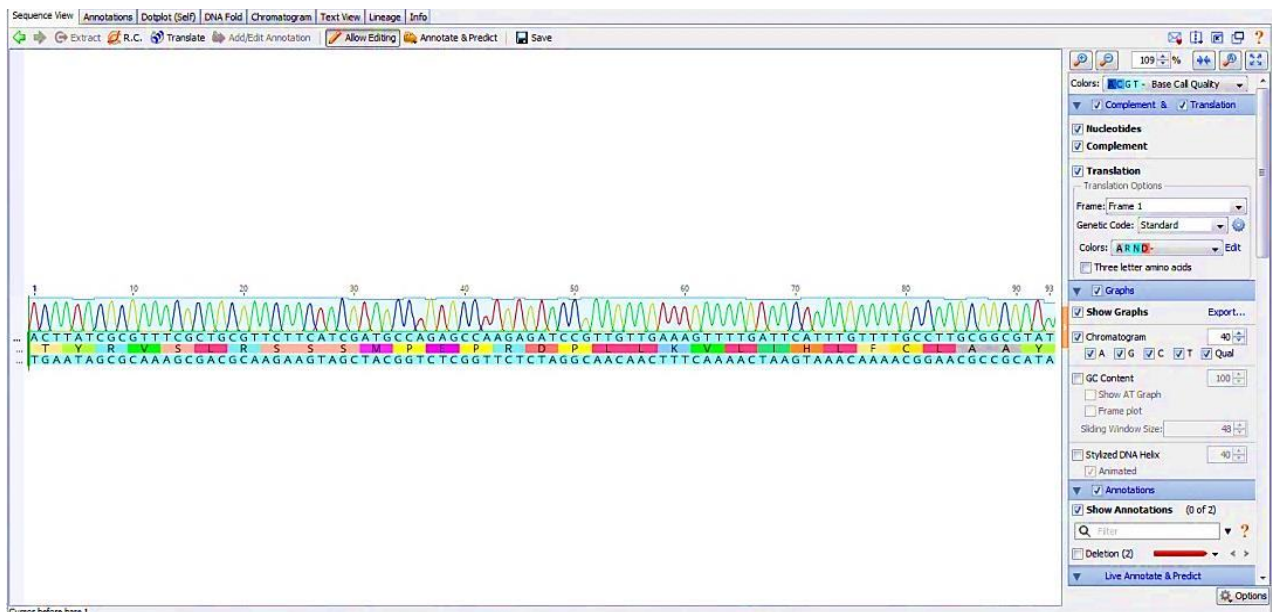 Sequence View Annotations Dotplot (Self) DNA Fold Chromatogram Text View Lineage Info
Extract R.C. Translate Add/Edit Annotation Allow Editing Annotate & Predict Save
109 %
Colors: A C G T - Base Call Quality
Complement & Translation
Nucleotides
Complement
Translation
Translation Options
Frame: Frame 1
Genetic Code: Standard
Colors: A R N D - Edit
Three letter amino acids
Graphs
Show Graphs Export...
Chromatogram 40
A G C T Qual
GC Content 100
Show AT Graph
Frame plot
Sliding Window Size: 48
Stylized DNA Helix 40
Animated
Annotations
Show Annotations (0 of 2)
Filter
Deletion (2)
Live Annotate & Predict
Options
1 10 20 30 40 50 60 70 80 90 93
ACTTATCGCGTTTCGCTGCGTTCTTCATCGATGCCAGAGCCAAGAGATCCGTTGTTGAAAGTTTTGATTCATTTGTTTTGCCTTGCGGCGTAT
T Y R V S L R S S S M P E P R D P L L K V L I H L F C L A A Y
TGAATAGCGCAAAGCGACGCAAGAAGTAGCTACGGTCTCGGTTCTCTAGGCAACAACTTTCAAAACTAAGTAAACAAAACGGAACGCCGCATA
Cursor before base 1